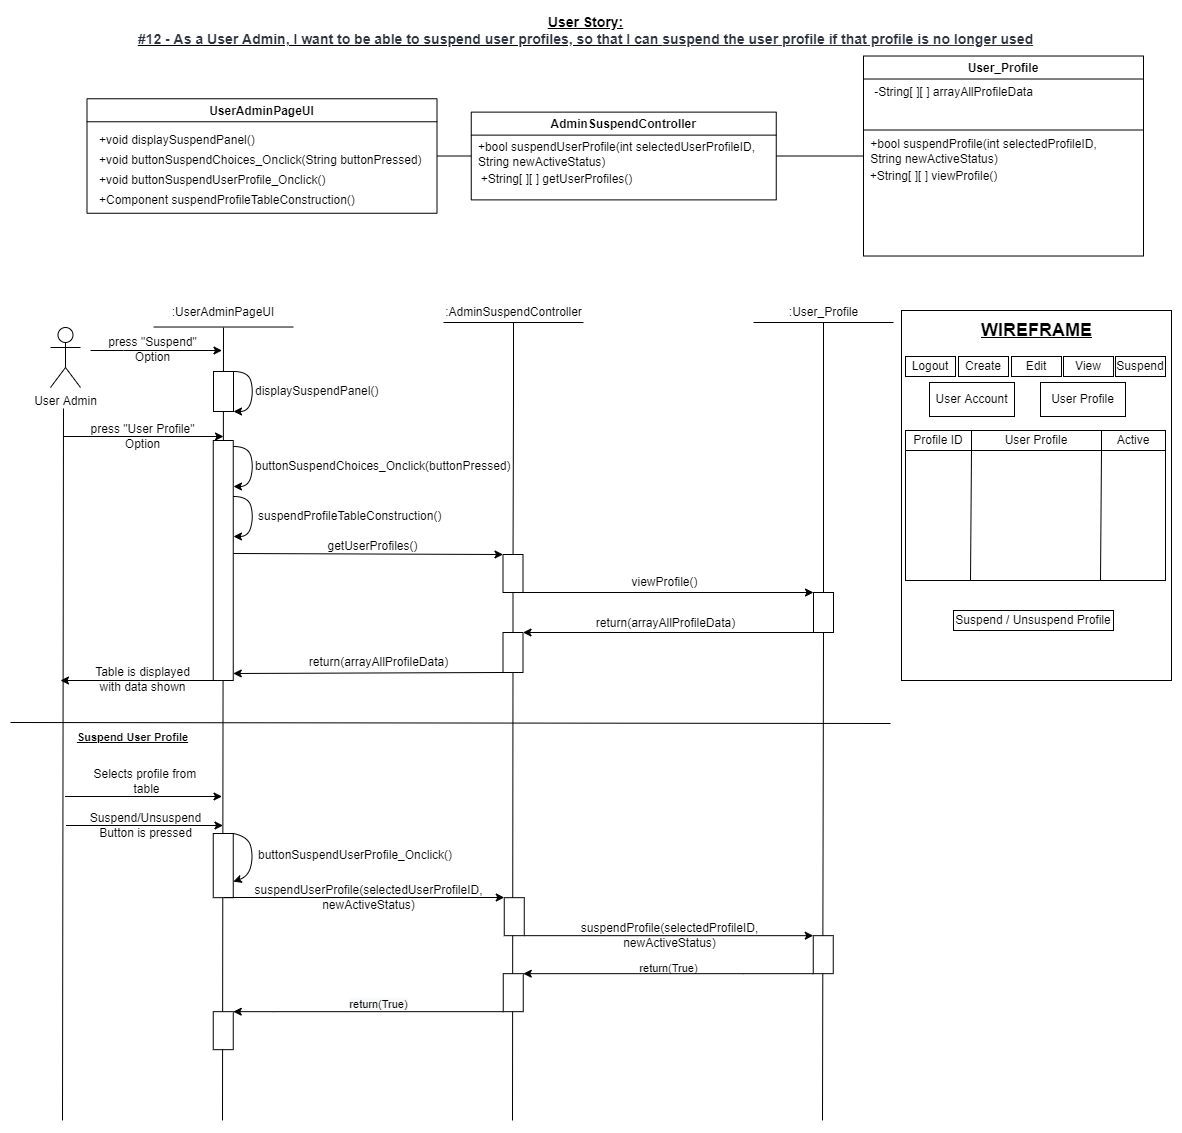 User Story:
#12 - As a User Admin, I want to be able to suspend user profiles, so that I can suspend the user profile if that profile is no longer used
UserAdminPageUI
+void displaySuspendPanel()
+void buttonSuspendChoices_Onclick(String buttonPressed)
+void buttonSuspendUserProfile_Onclick()
+Component suspendProfileTableConstruction()
AdminSuspendController
+bool suspendUserProfile(int selectedUserProfileID,
String newActiveStatus)
+String[ ][ ] getUserProfiles()
User_Profile
-String[ ][ ] arrayAllProfileData
+bool suspendProfile(int selectedProfileID,
String newActiveStatus)
+String[ ][ ] viewProfile()
:UserAdminPageUI
:AdminSuspendController
:User_Profile
User Admin
press "Suspend"
Option
displaySuspendPanel()
press "User Profile"
Option
buttonSuspendChoices_Onclick(buttonPressed)
suspendProfileTableConstruction()
getUserProfiles()
viewProfile()
return(arrayAllProfileData)
return(arrayAllProfileData)
Table is displayed
with data shown
Suspend User Profile
Selects profile from
table
Suspend/Unsuspend
Button is pressed
buttonSuspendUserProfile_Onclick()
suspendUserProfile(selectedUserProfileID,
newActiveStatus)
suspendProfile(selectedProfileID,
newActiveStatus)
return(True)
return(True)
WIREFRAME
Logout Create Edit View Suspend
User Account User Profile
Profile ID User Profile Active
Suspend / Unsuspend Profile